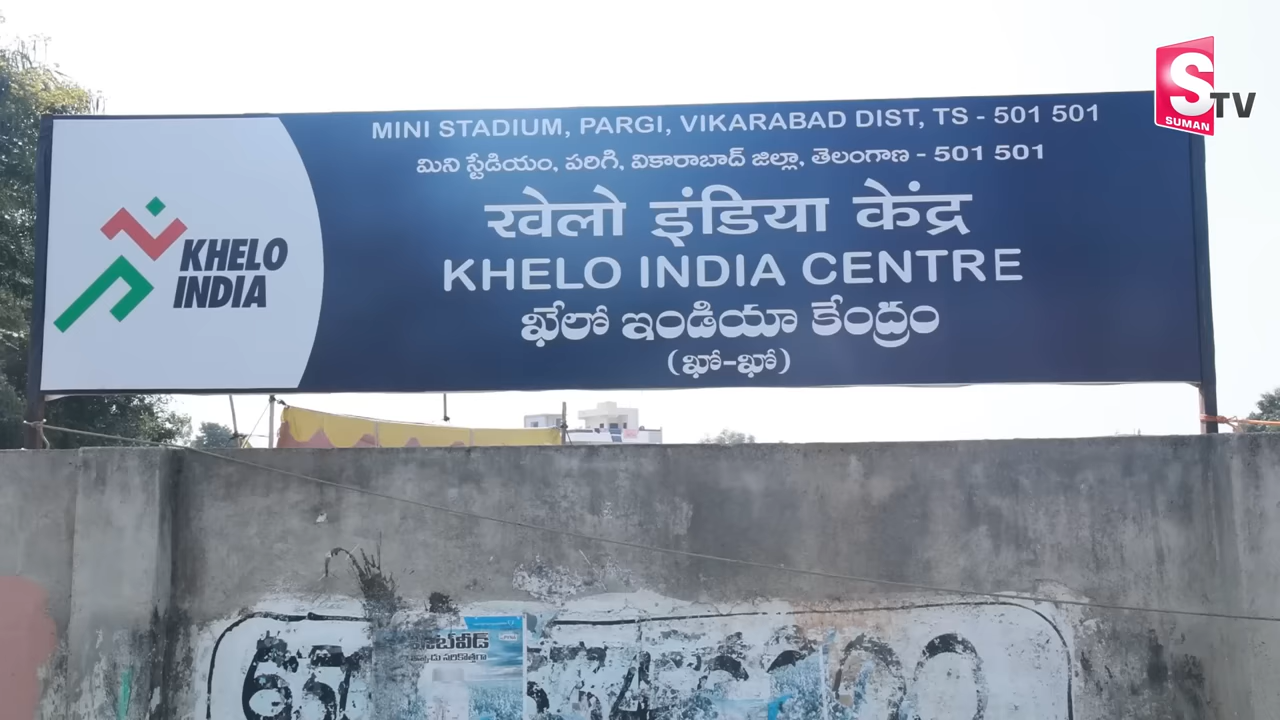 S TV
SUMAN
MINI STADIUM, PARGI, VIKARABAD DIST, TS - 501 501
మిని స్టేడియం, పరిగి, వికారాబాద్ జిల్లా, తెలంగాణ - 501 501
खेलो इंडिया केंद्र
KHELO INDIA CENTRE
ఖేలో ఇండియా కేంద్రం
(ఖో-ఖో)
KHELO
INDIA